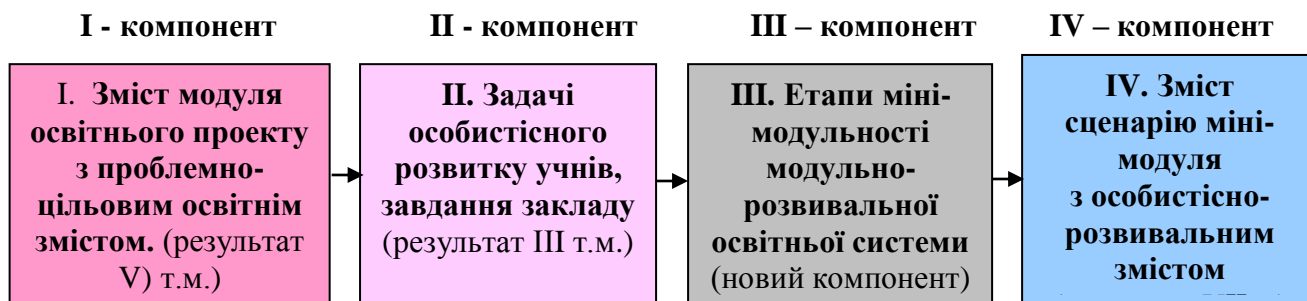 I - компонент
II - компонент
III – компонент
IV – компонент
I. Зміст модуля
освітнього проекту
з проблемно-
цільовим освітнім
змістом. (результат
V) т.м.)
II. Задачі
особистісного
розвитку учнів,
завдання закладу
(результат III т.м.)
III. Етапи міні-
модульності
модульно-
розвивальної
освітньої системи
(новий компонент)
IV. Зміст
сценарію міні-
модуля
з особистісно-
розвивальним
змістом